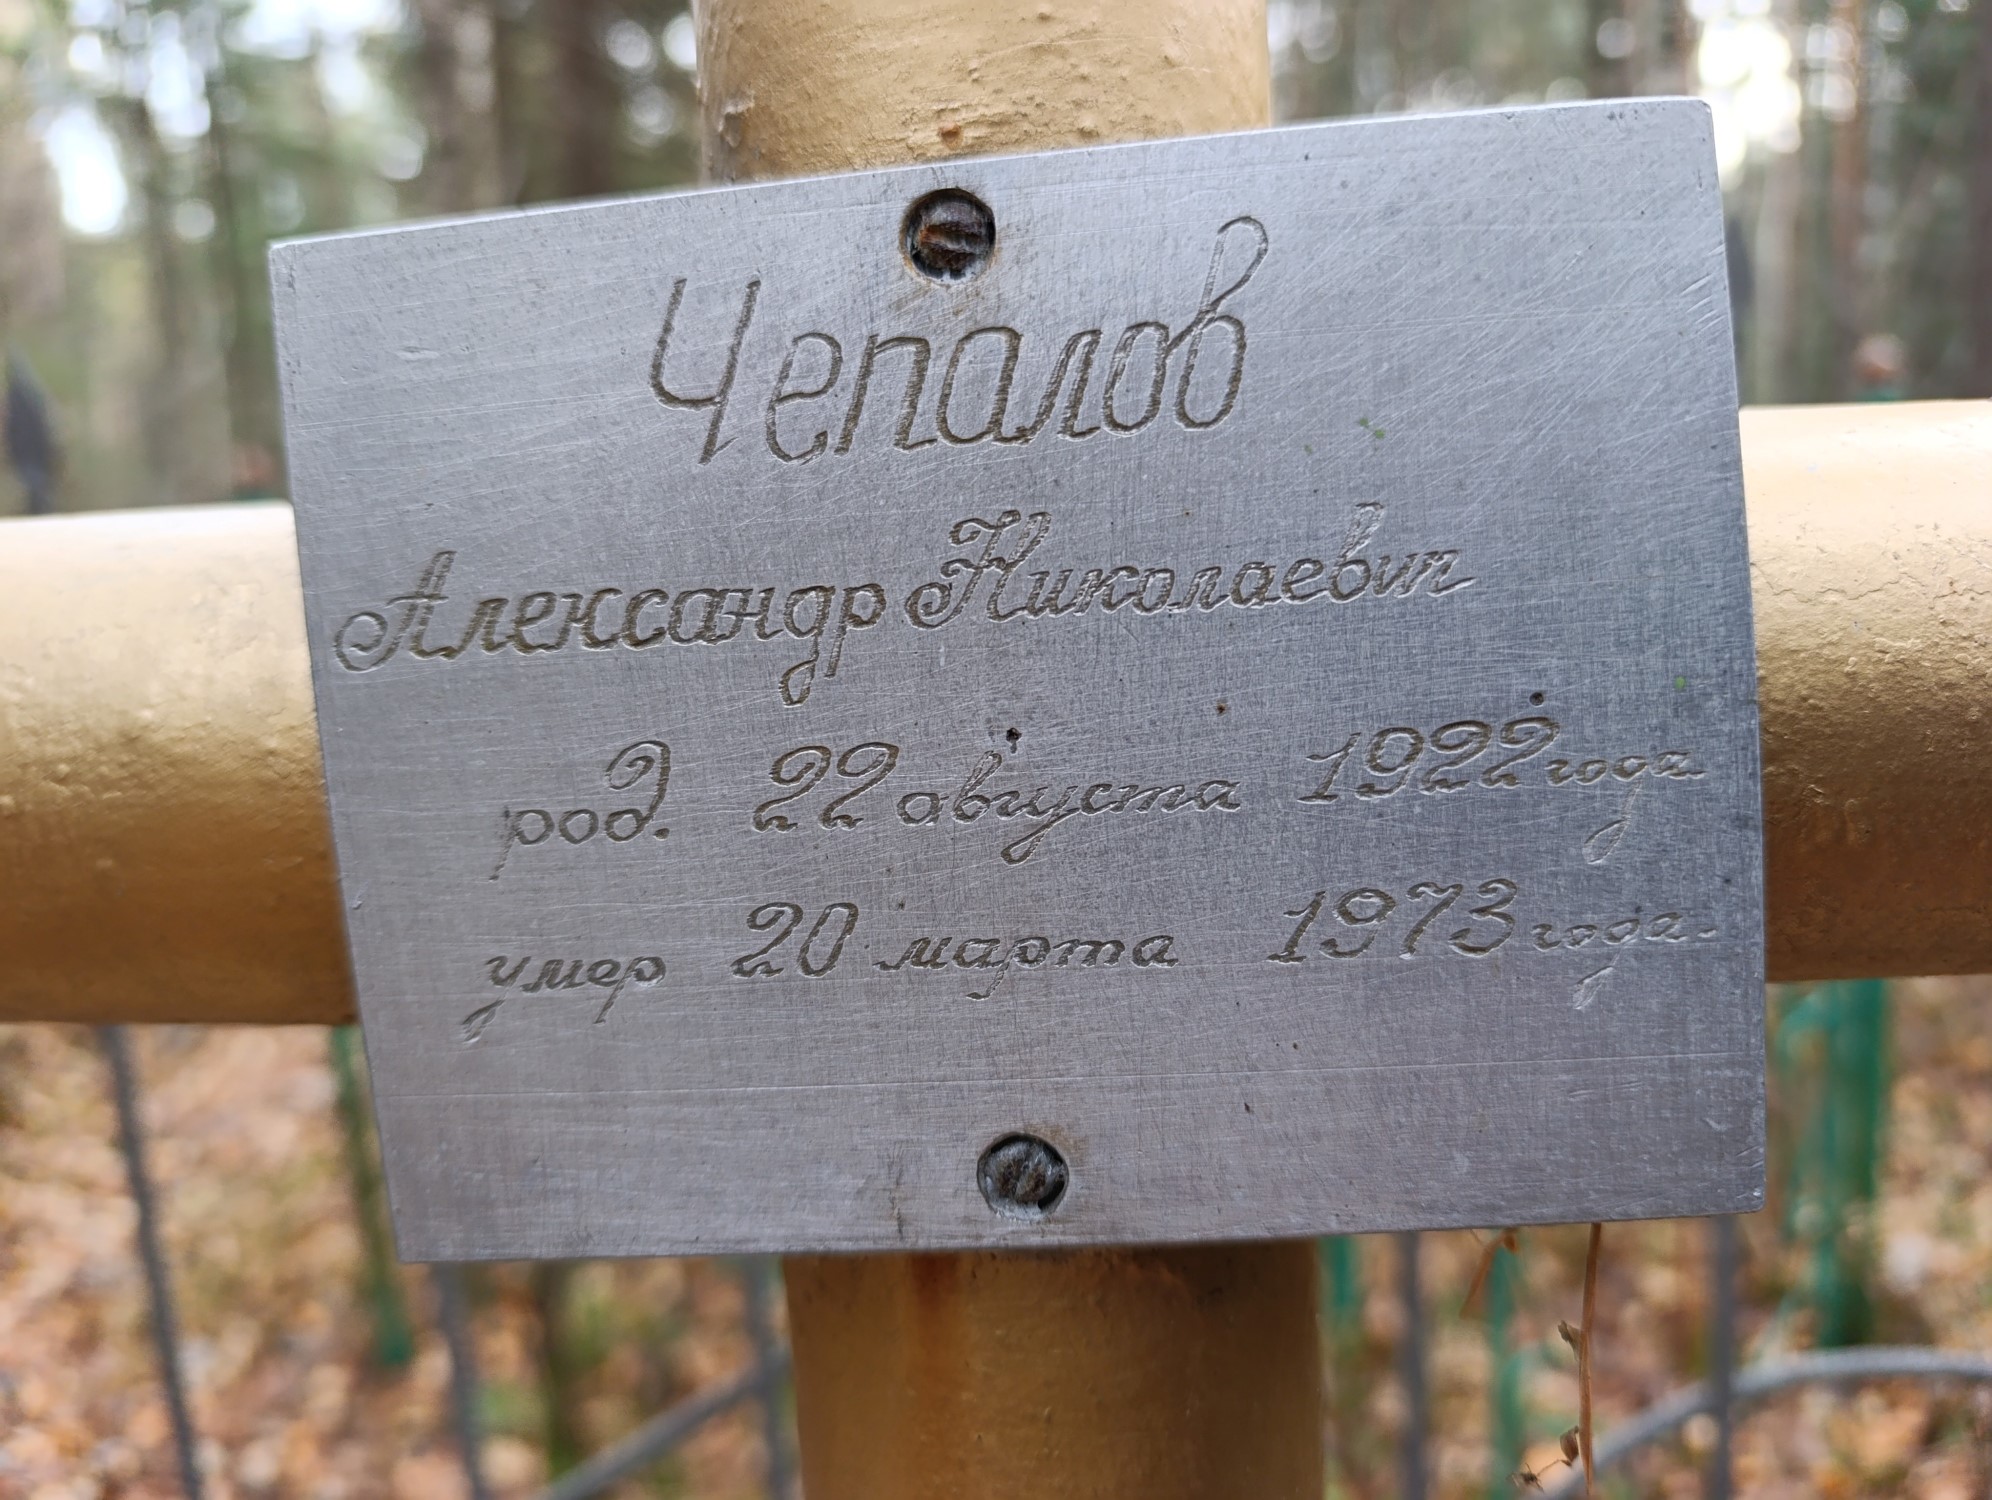 Чепалов
Александр Николаевич
род. 22 августа 1922 года
умер 20 марта 1973 года.